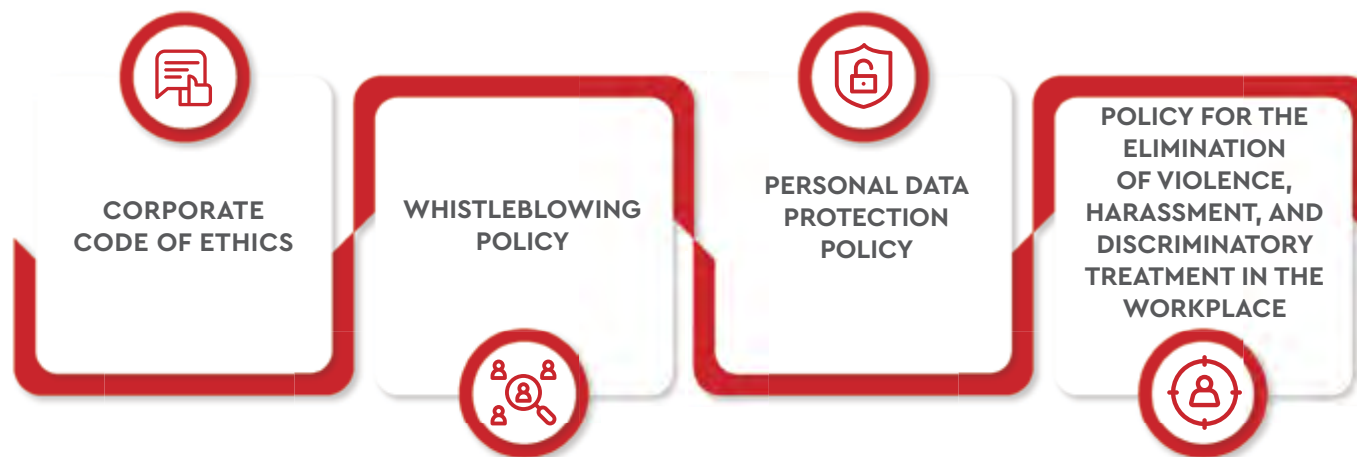 CORPORATE
CODE OF ETHICS
WHISTLEBLOWING
POLICY
PERSONAL DATA
PROTECTION
POLICY
POLICY FOR THE
ELIMINATION
OF VIOLENCE,
HARASSMENT, AND
DISCRIMINATORY
TREATMENT IN THE
WORKPLACE